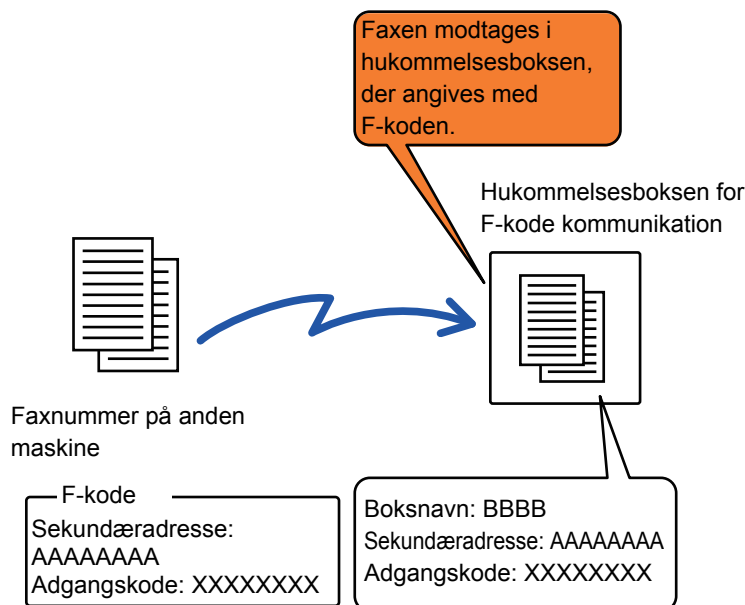 Faxen modtages i
hukommelsesboksen,
der angives med
F-koden.
Hukommelsesboksen for
F-kode kommunikation
Faxnummer på anden
maskine
F-kode
Sekundæradresse:
AAAAAAAA
Adgangskode: XXXXXXXX
Boksnavn: BBBB
Sekundæradresse: AAAAAAAA
Adgangskode: XXXXXXXX